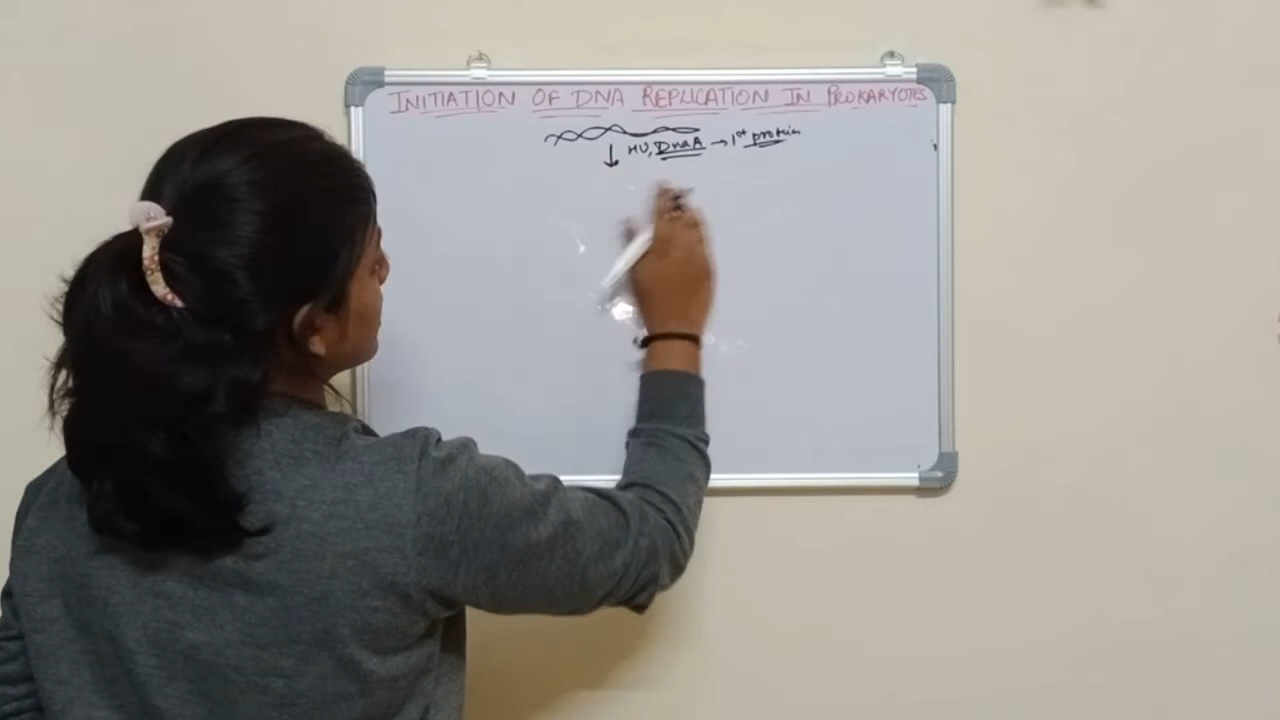 INITIATION OF DNA REPLICATION IN PROKARYOTES
HU, DnaA → 1st protein